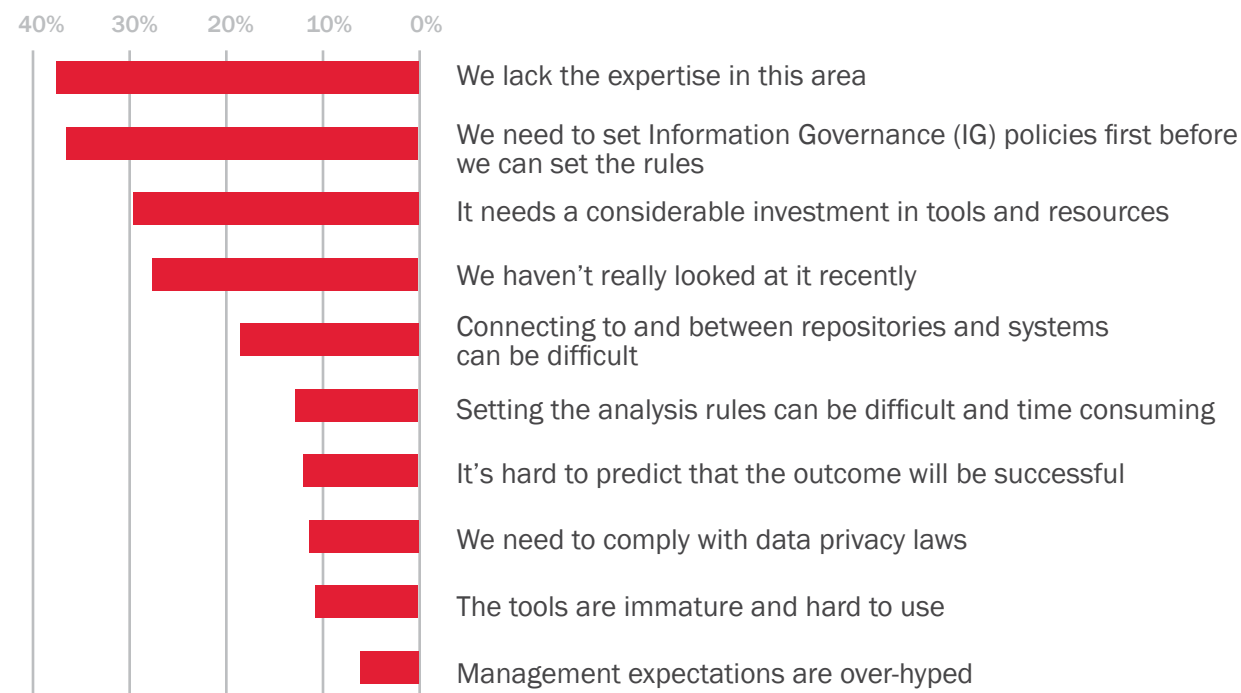 40% 30% 20% 10% 0%
We lack the expertise in this area
We need to set Information Governance (IG) policies first before
we can set the rules
It needs a considerable investment in tools and resources
We haven’t really looked at it recently
Connecting to and between repositories and systems
can be difficult
Setting the analysis rules can be difficult and time consuming
It’s hard to predict that the outcome will be successful
We need to comply with data privacy laws
The tools are immature and hard to use
Management expectations are over-hyped